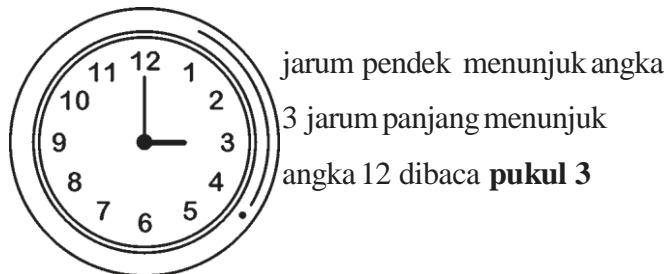 12
11 1
10 2
9 3
8 4
7 5
6
jarum pendek menunjuk angka
3 jarum panjang menunjuk
angka 12 dibaca pukul 3